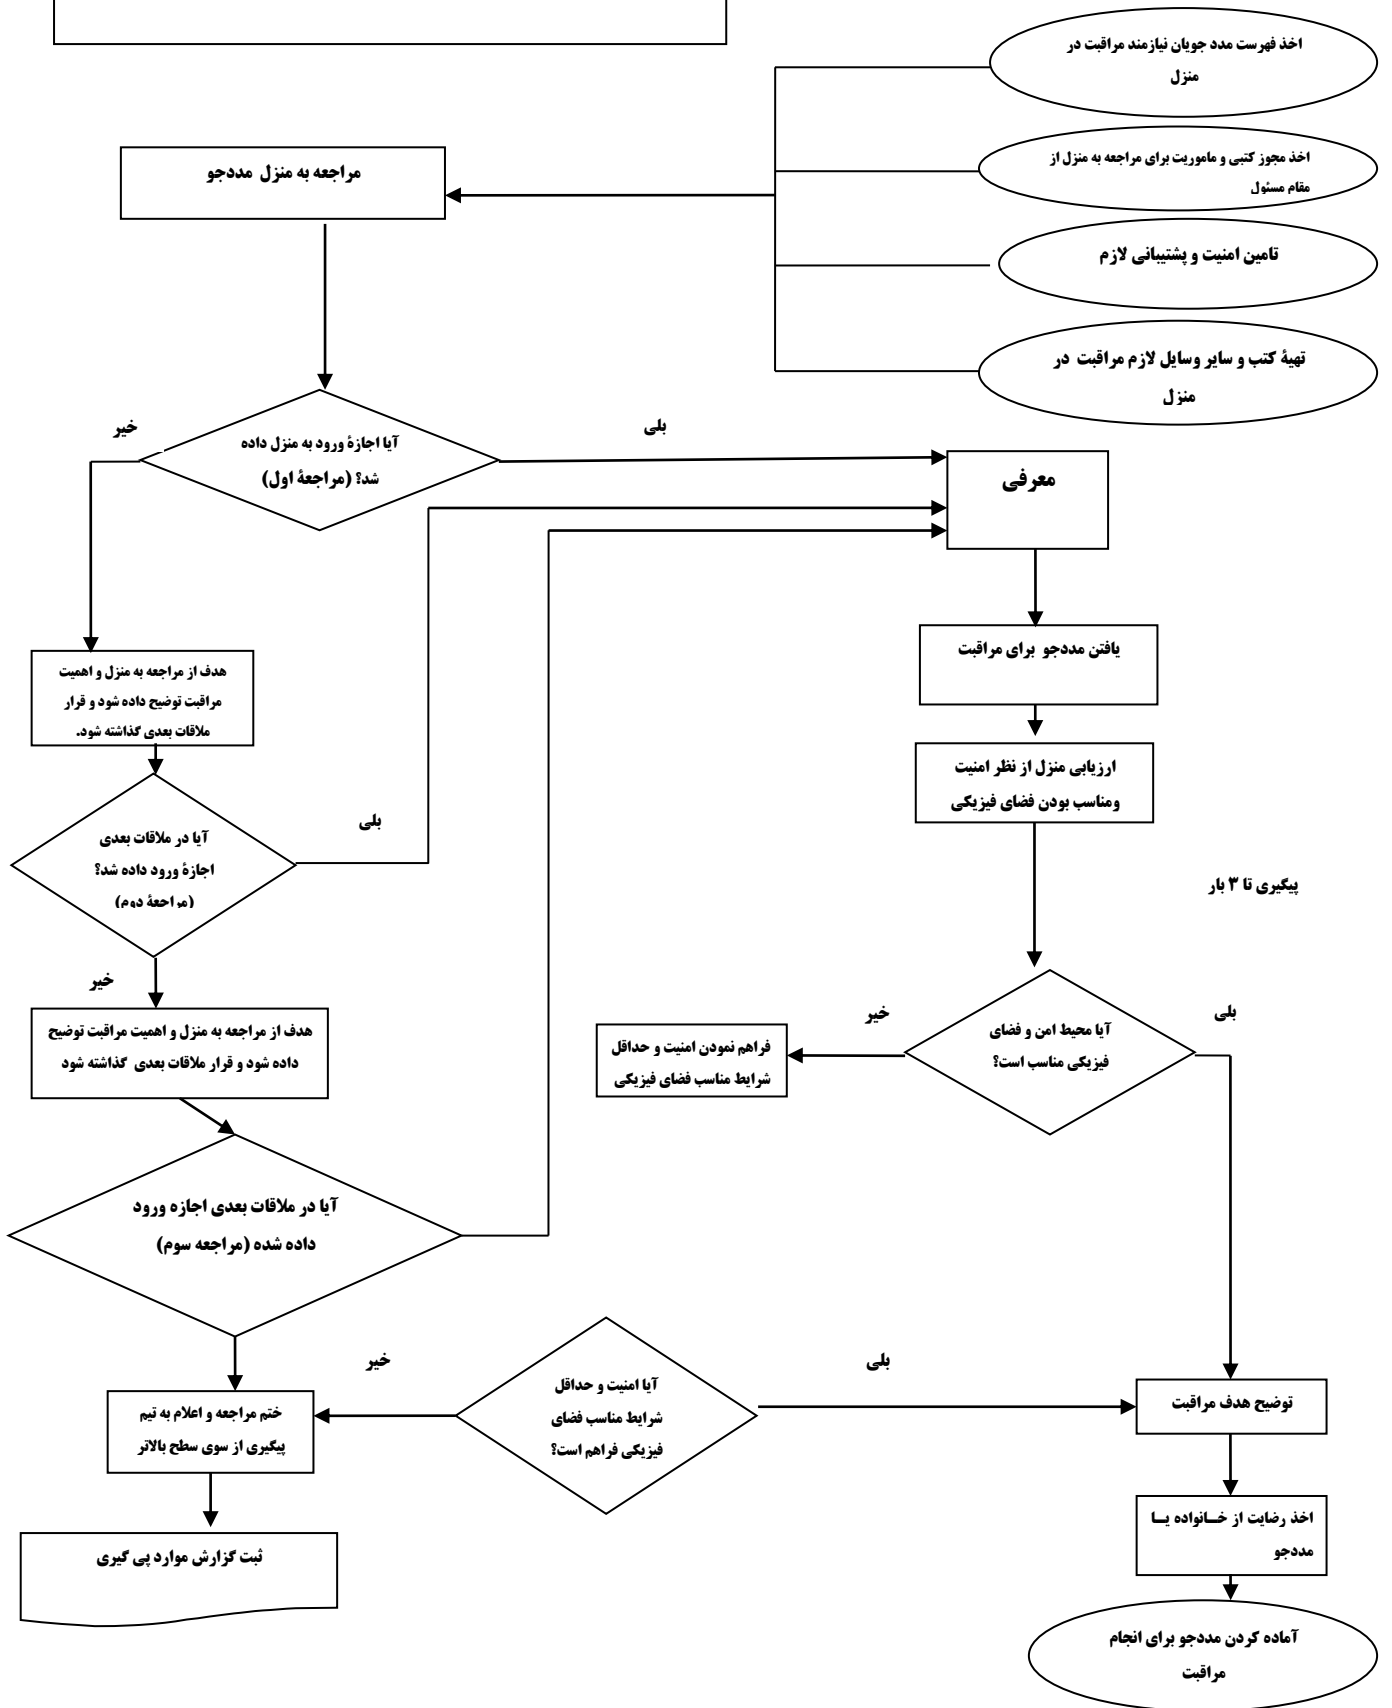 اخذ فهرست مدد جویان نیازمند مراقبت در
منزل
اخذ مجوز کتبی و ماموریت برای مراجعه به منزل از
مقام مسئول
تامین امنیت و پشتیبانی لازم
تهیۀ کتب و سایر وسایل لازم مراقبت در
منزل
مراجعه به منزل مددجو
آیا اجازۀ ورود به منزل داده
شد؟ (مراجعۀ اول)
خیر
بلی
معرفی
یافتن مددجو برای مراقبت
ارزیابی منزل از نظر امنیت
ومناسب بودن فضای فیزیکی
هدف از مراجعه به منزل و اهمیت
مراقبت توضیح داده شود و قرار
ملاقات بعدی گذاشته شود.
آیا در ملاقات بعدی
اجازۀ ورود داده شد؟
(مراجعۀ دوم)
بلی
خیر
پیگیری تا ۳ بار
هدف از مراجعه به منزل و اهمیت مراقبت توضیح
داده شود و قرار ملاقات بعدی گذاشته شود
آیا محیط امن و فضای
فیزیکی مناسب است؟
خیر
بلی
فراهم نمودن امنیت و حداقل
شرایط مناسب فضای فیزیکی
آیا در ملاقات بعدی اجازه ورود
داده شده (مراجعه سوم)
آیا امنیت و حداقل
شرایط مناسب فضای
فیزیکی فراهم است؟
خیر
بلی
ختم مراجعه و اعلام به تیم
پیگیری از سوی سطح بالاتر
ثبت گزارش موارد پی گیری
توضیح هدف مراقبت
اخذ رضایت از خــانواده یــا
مددجو
آماده کردن مددجو برای انجام
مراقبت